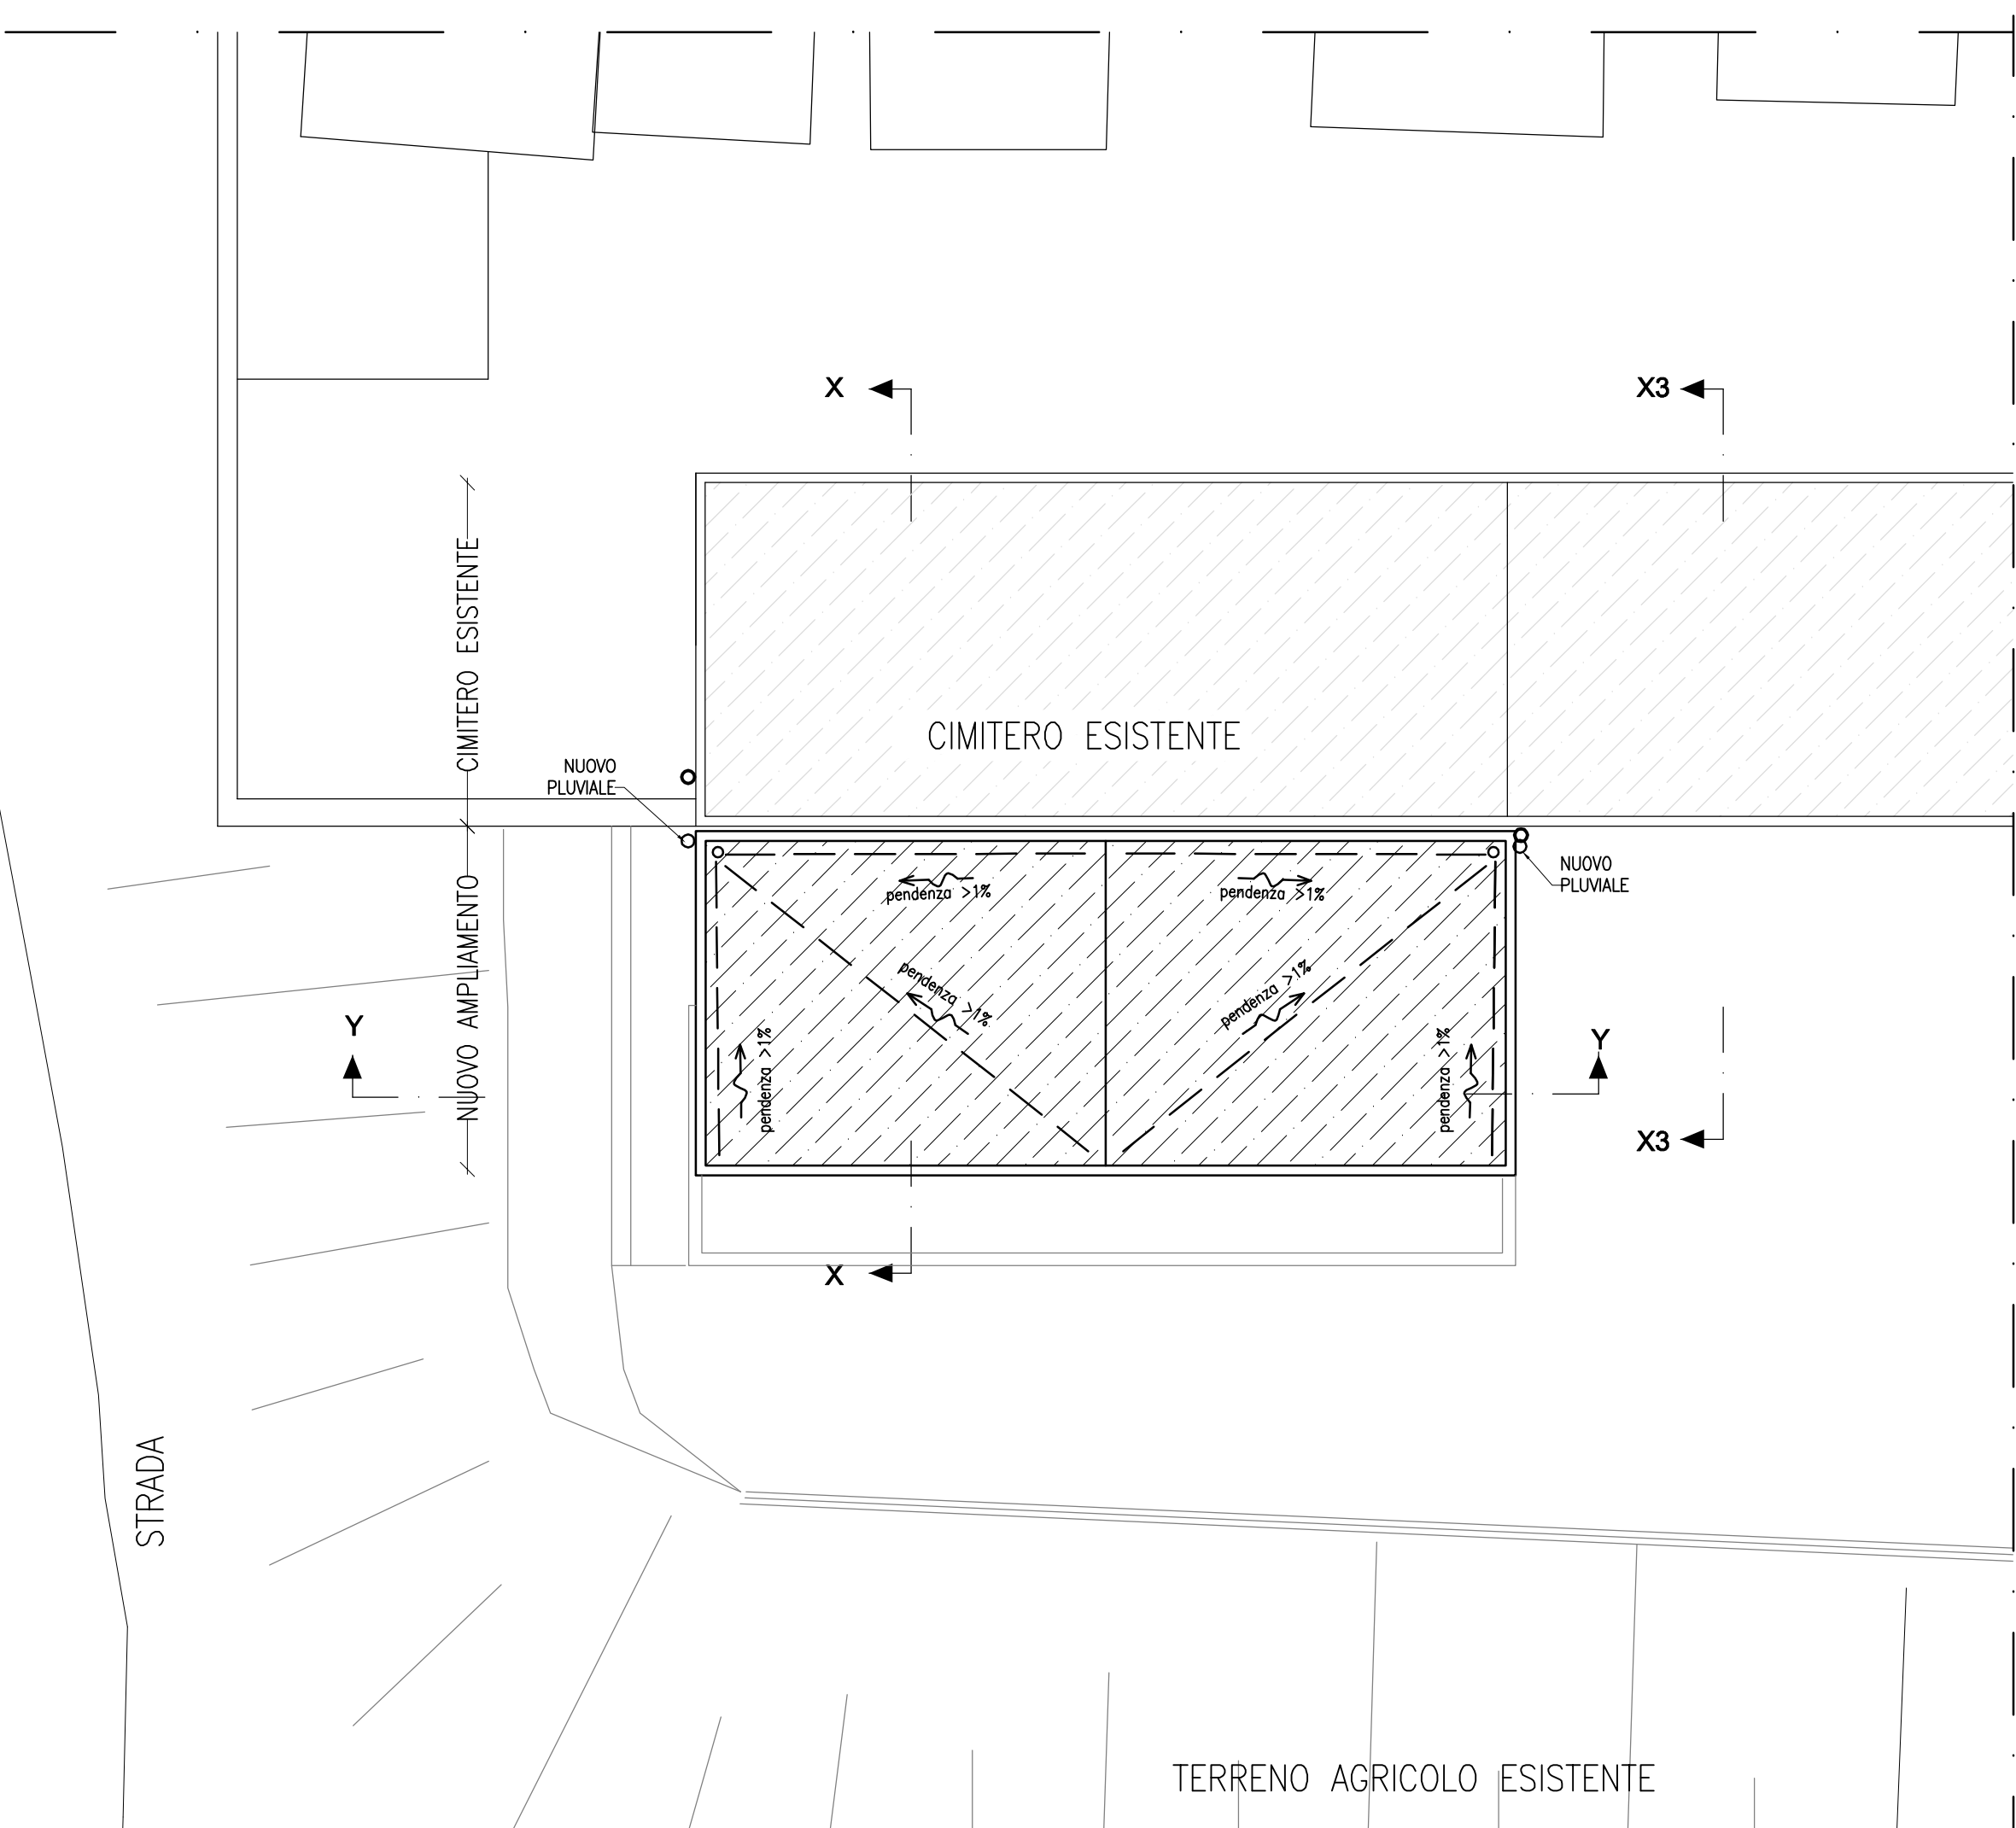 X
X3
CIMITERO ESISTENTE
CIMITERO ESISTENTE
NUOVO
PLUVIALE
NUOVO
PLUVIALE
pendenza >1%
pendenza >1%
NUOVO AMPLIAMENTO
pendenza >1%
pendenza >1%
Y
Y
pendenza >1%
pendenza >1%
X3
X
STRADA
TERRENO AGRICOLO ESISTENTE